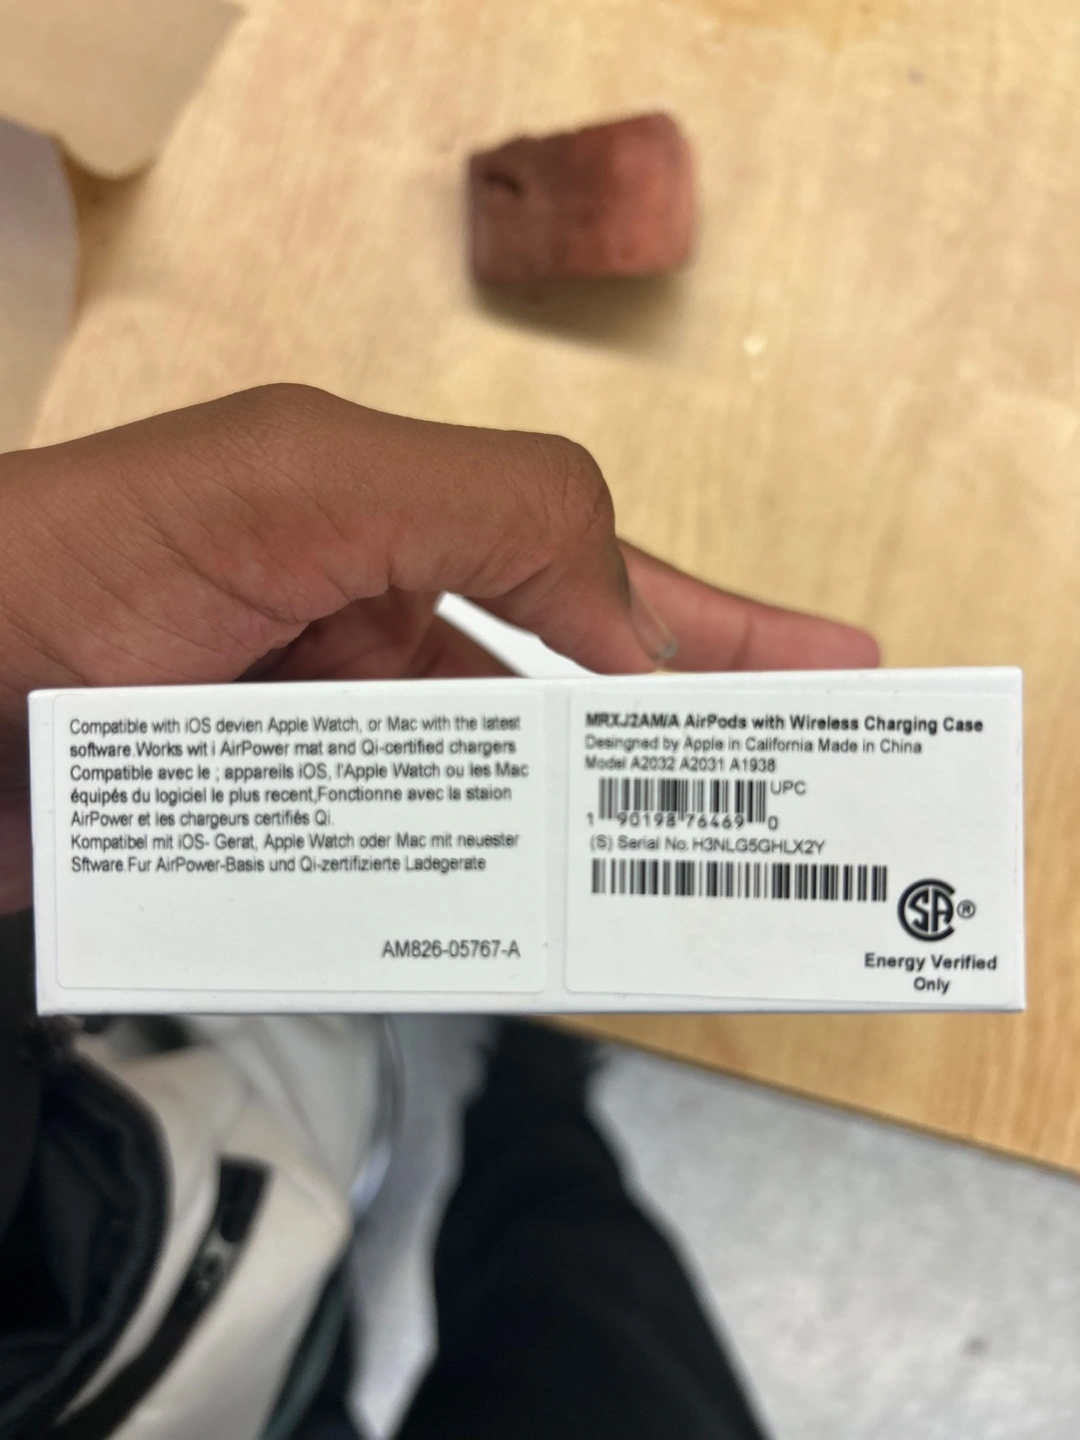 Compatible with iOS devien Apple Watch, or Mac with the latest
software.Works wit i AirPower mat and Qi-certified chargers
Compatible avec le ; appareils iOS, l'Apple Watch ou les Mac
équipés du logiciel le plus recent,Fonctionne avec la staion
AirPower et les chargeurs certifiés Qi.
Kompatibel mit iOS- Gerat, Apple Watch oder Mac mit neuester
Sftware.Fur AirPower-Basis und Qi-zertifizierte Ladegerate
AM826-05767-A
MRXJ2AM/A AirPods with Wireless Charging Case
Desingned by Apple in California Made in China
Model A2032 A2031 A1938
UPC
1 90198 76469 0
(S) Serial No. H3NLG5GHLX2Y
SA®
Energy Verified
Only